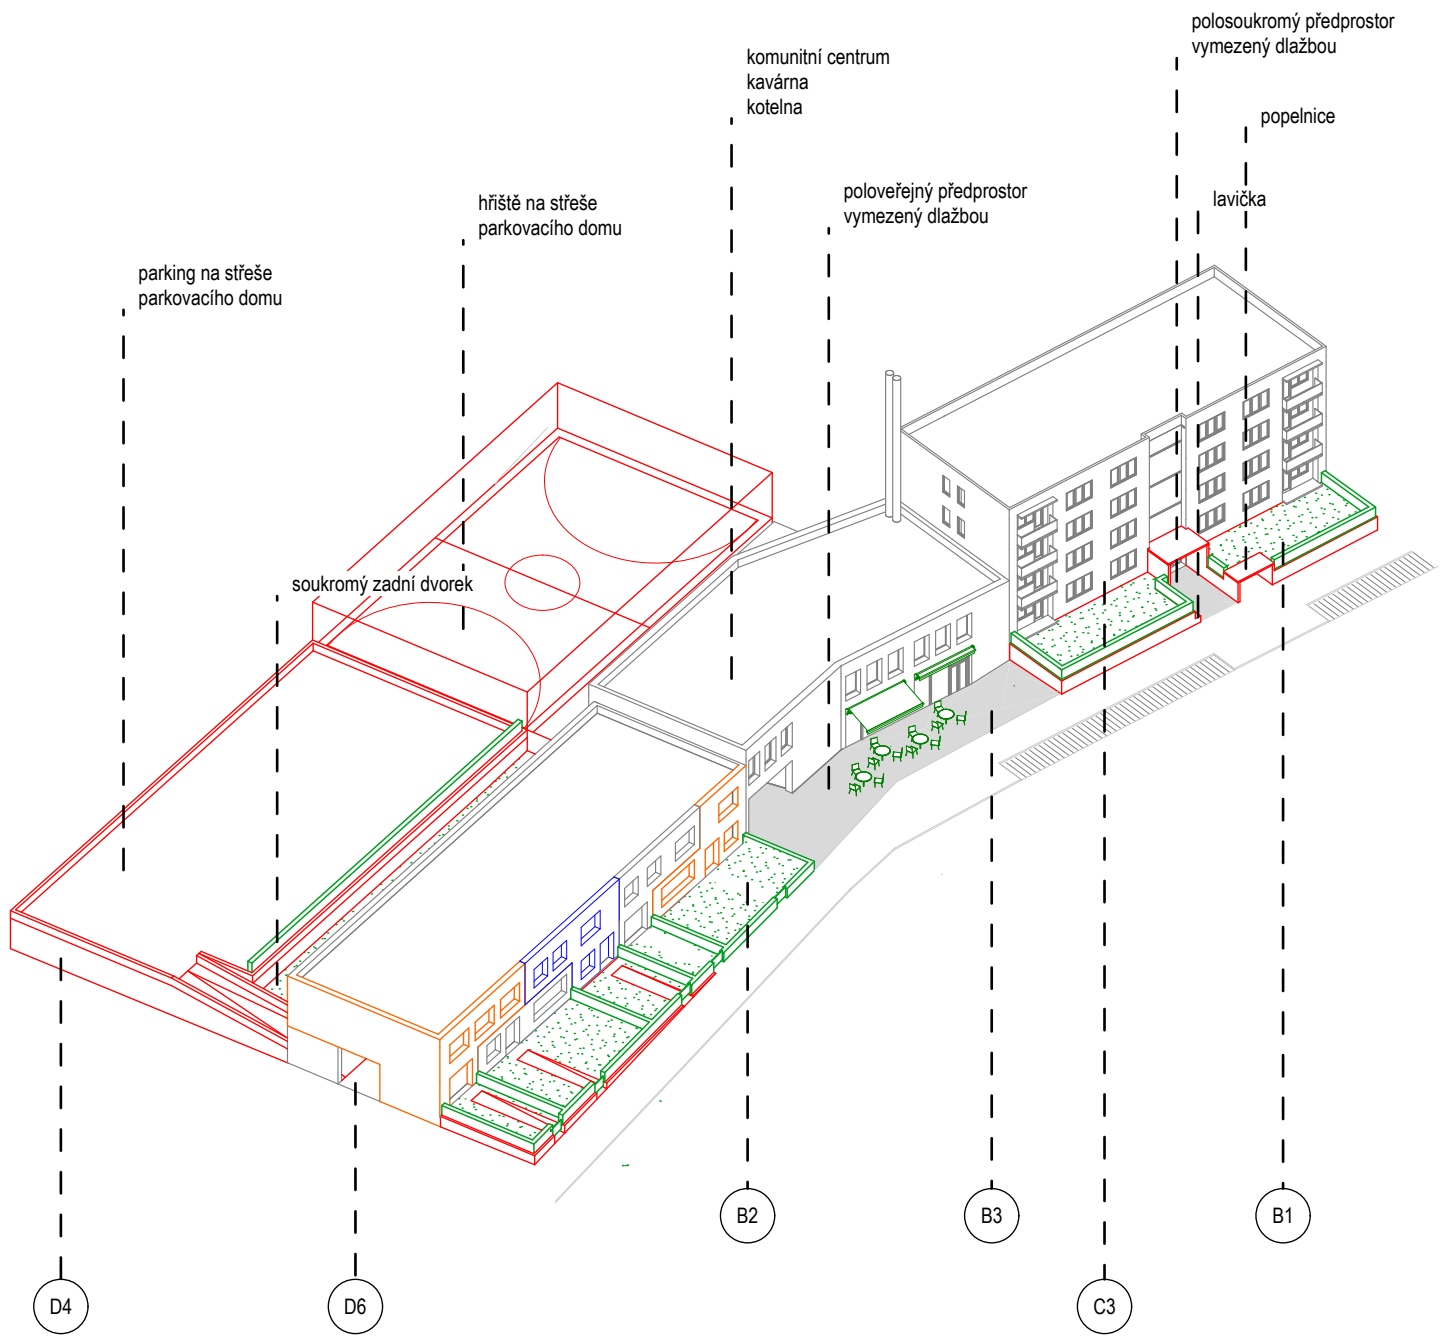 polosoukromý předprostor
vymezený dlažbou
komunitní centrum
kavárna
kotelna
popelnice
poloveřejný předprostor
vymezený dlažbou
hřiště na střeše
parkovacího domu
lavička
parking na střeše
parkovacího domu
soukromý zadní dvorek
B2
B3
B1
D4
D6
C3